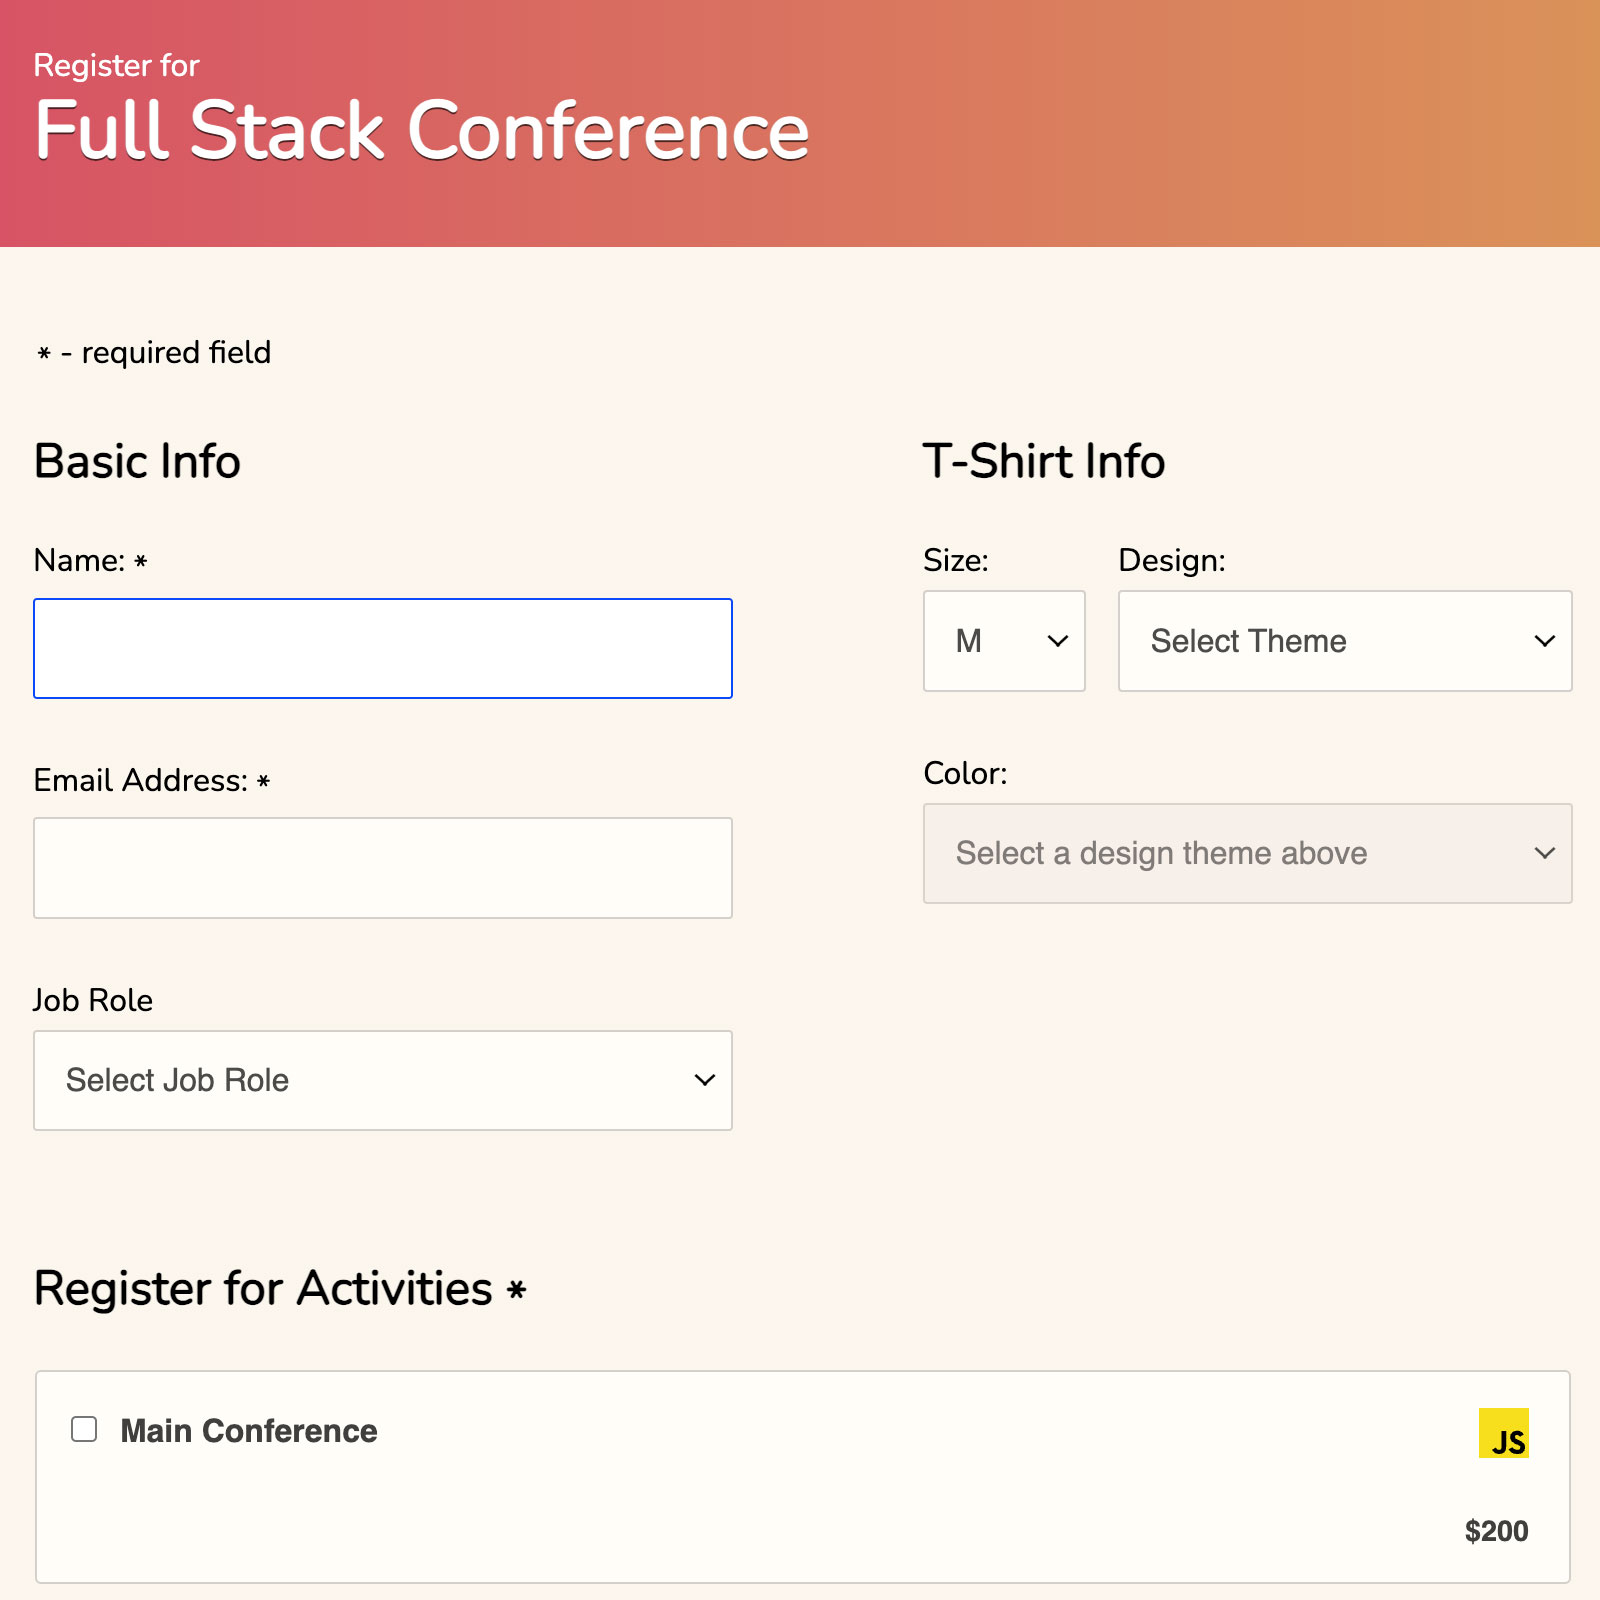 Register for
Full Stack Conference
* - required field
Basic Info
Name: *
Email Address: *
Job Role
Select Job Role
T-Shirt Info
Size:
Design:
M
Select Theme
Color:
Select a design theme above
Register for Activities *
Main Conference
JS
$200